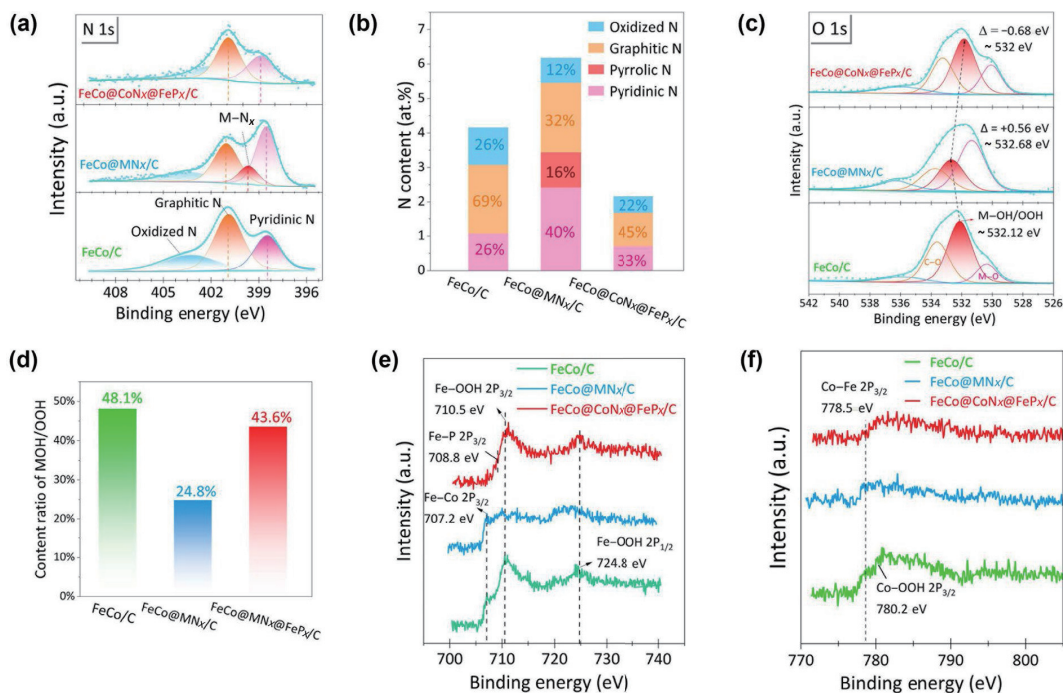 (a)
N 1s
Intensity (a.u.)
FeCo@CoNx@FePx/C
M−Nx
FeCo@MNx/C
Graphitic N
Pyridinic N
Oxidized N
FeCo/C
408 405 402 399 396
Binding energy (eV)
(b)
Oxidized N
Graphitic N
Pyrrolic N
Pyridinic N
N content (at.%)
7
6
5
4
3
2
1
0
26%
69%
26%
12%
32%
16%
40%
22%
45%
33%
FeCo/C
FeCo@MNx/C
FeCo@CoNx@FePx/C
(c)
O 1s
Intensity (a.u.)
Δ = −0.68 eV
~ 532 eV
FeCo@CoNx@FePx/C
Δ = +0.56 eV
~ 532.68 eV
FeCo@MNx/C
M−OH/OOH
~ 532.12 eV
FeCo/C
C−O
M−O
542 540 538 536 534 532 530 528 526
Binding energy (eV)
(d)
Content ratio of MOH/OOH
50%
40%
30%
20%
10%
0%
48.1%
24.8%
43.6%
FeCo/C
FeCo@MNx/C
FeCo@MNx@FePx/C
(e)
FeCo/C
FeCo@MNx/C
FeCo@CoNx@FePx/C
Fe−OOH 2P3/2
710.5 eV
Fe−P 2P3/2
708.8 eV
Fe−Co 2P3/2
707.2 eV
Fe−OOH 2P1/2
724.8 eV
Intensity (a.u.)
700 710 720 730 740
Binding energy (eV)
(f)
FeCo/C
FeCo@MNx/C
FeCo@CoNx@FePx/C
Co−Fe 2P3/2
778.5 eV
Co−OOH 2P3/2
780.2 eV
Intensity (a.u.)
770 780 790 800
Binding energy (eV)